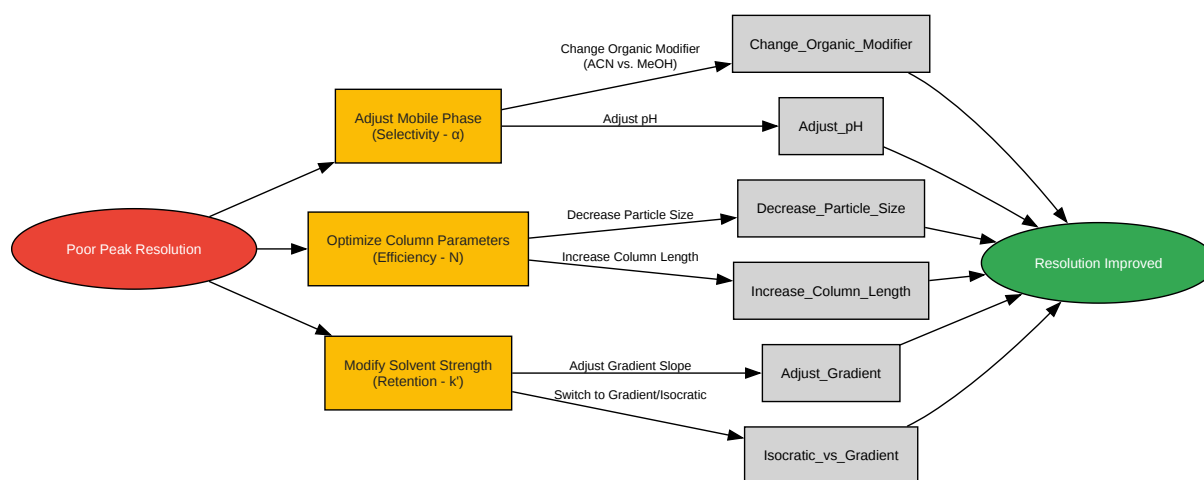 Poor Peak Resolution
Adjust Mobile Phase
(Selectivity - α)
Optimize Column Parameters
(Efficiency - N)
Modify Solvent Strength
(Retention - k')
Change Organic Modifier
(ACN vs. MeOH)
Adjust pH
Decrease Particle Size
Increase Column Length
Adjust Gradient Slope
Switch to Gradient/Isocratic
Change_Organic_Modifier
Adjust_pH
Decrease_Particle_Size
Increase_Column_Length
Adjust_Gradient
Isocratic_vs_Gradient
Resolution Improved